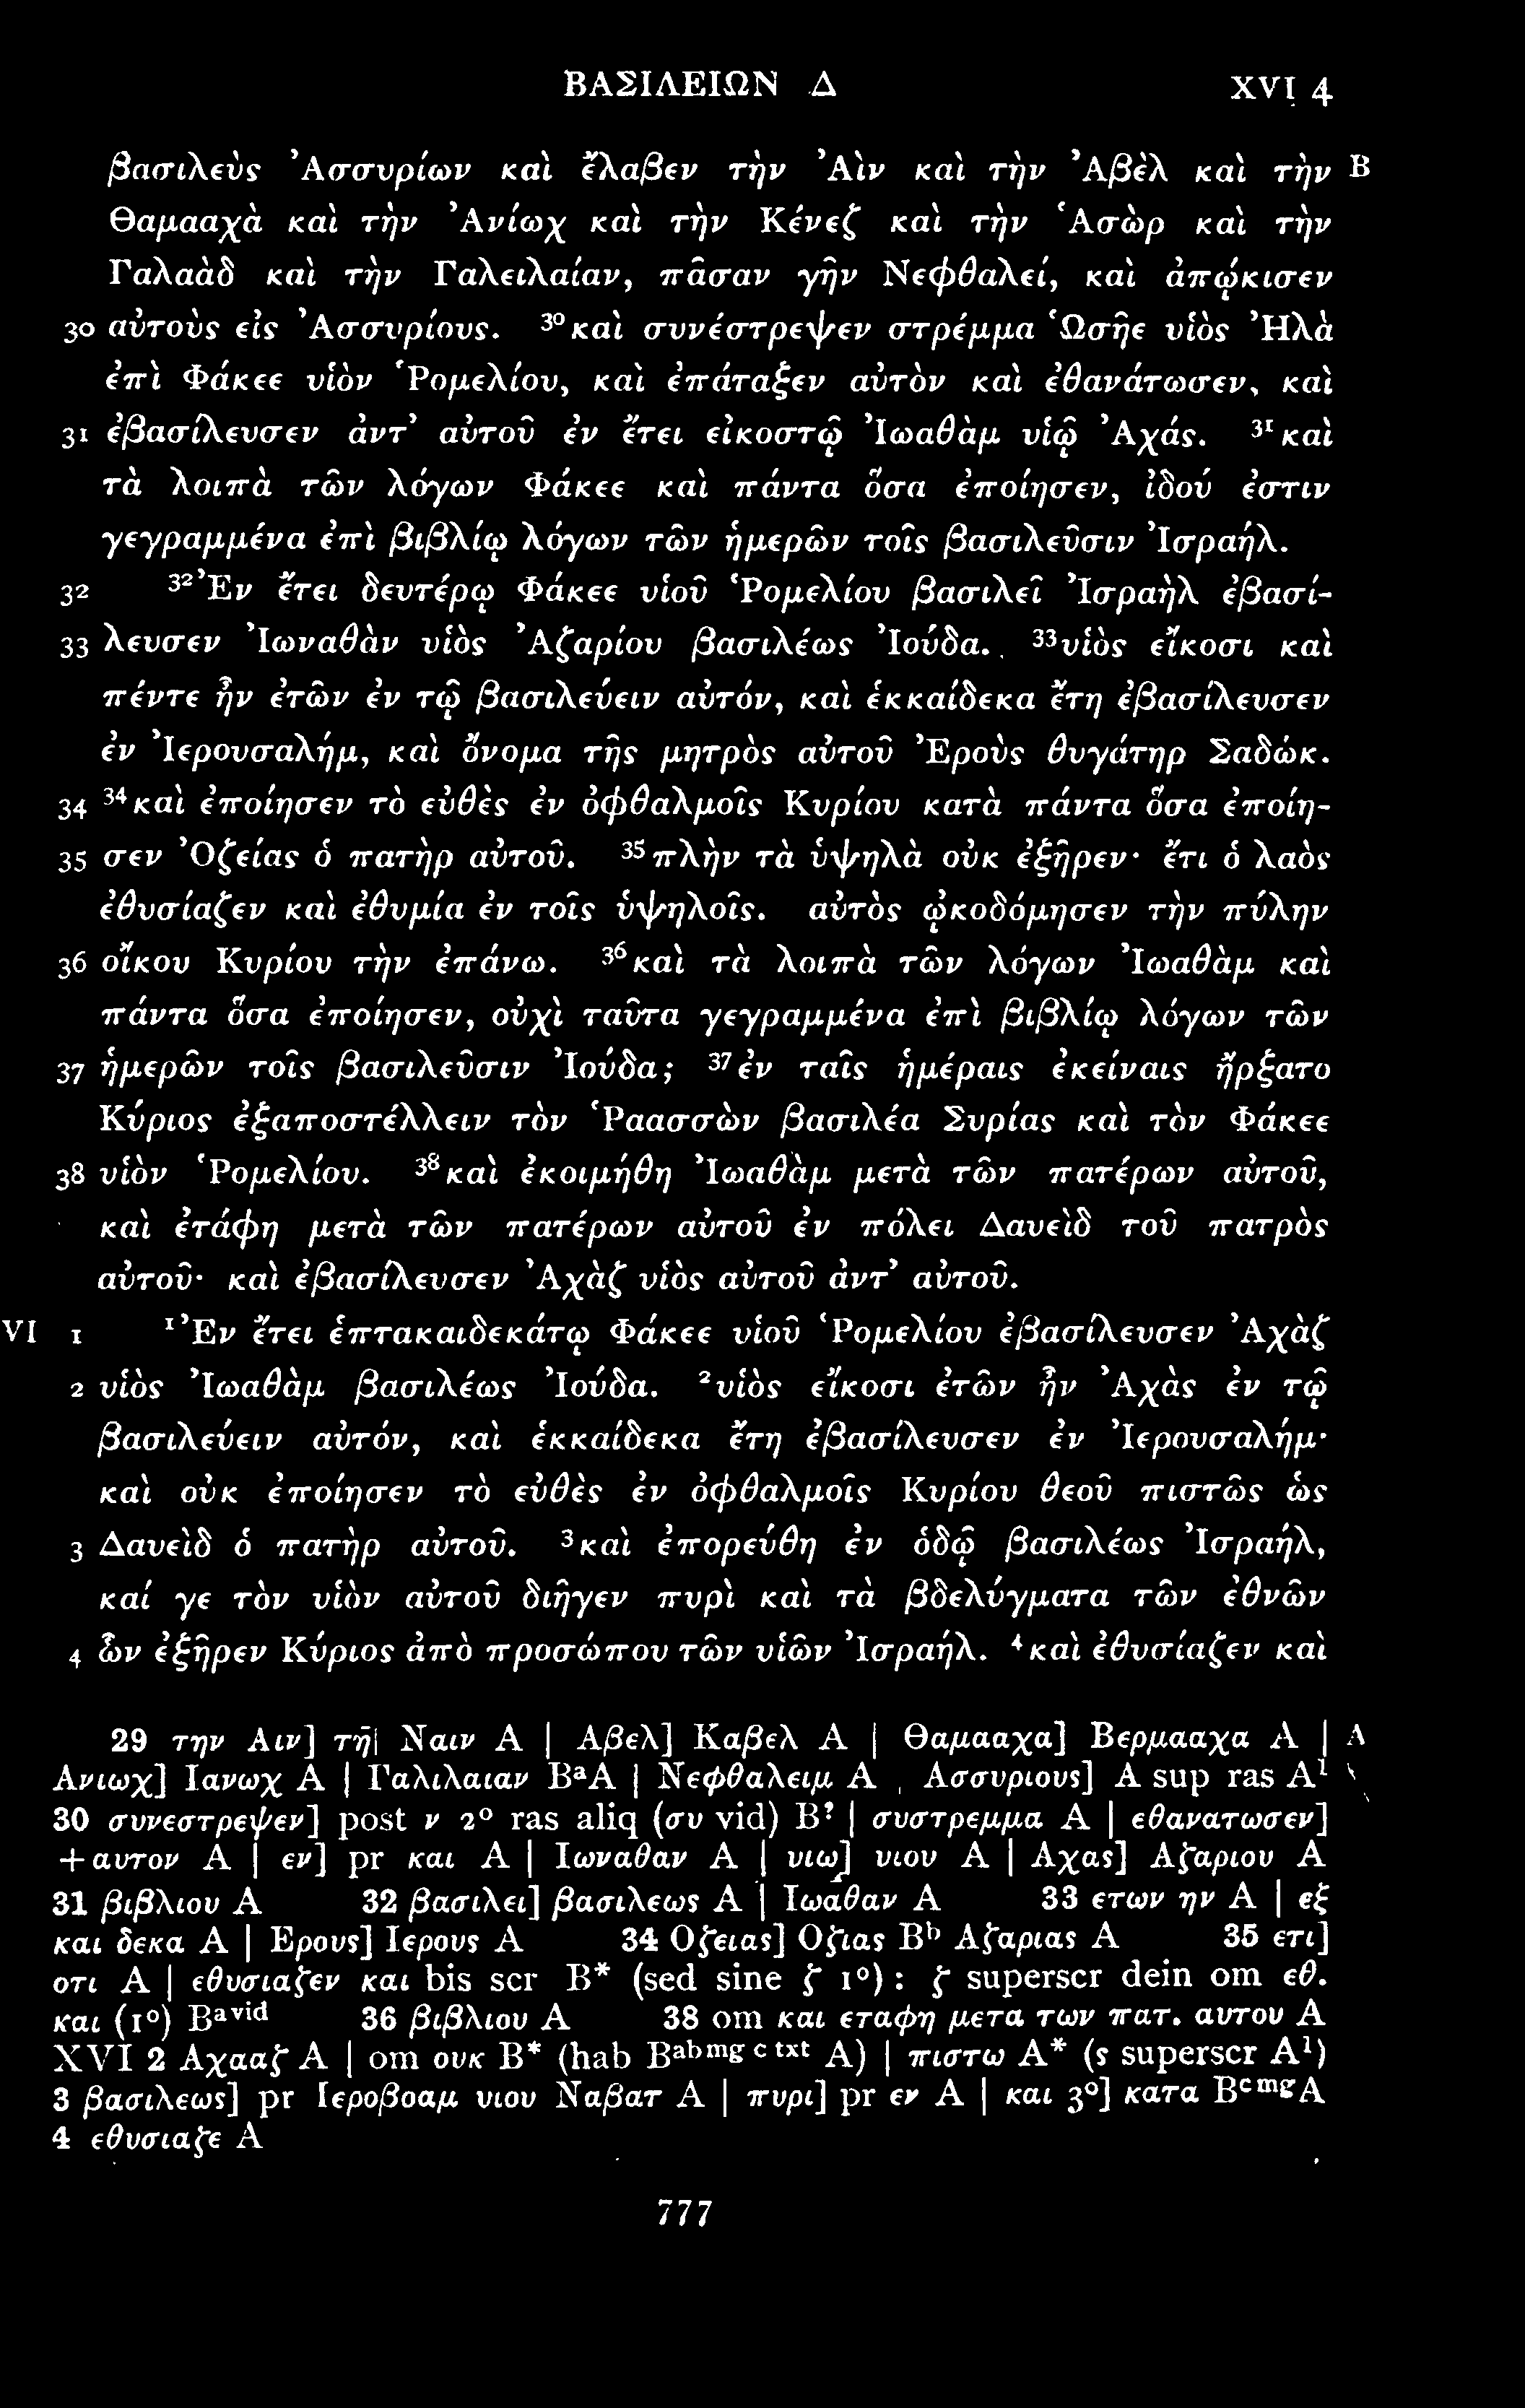 ΒΑΣΙΛΕΙΩΝ Δ XVI 4
βασιλεὺς Ἀσσυρίων καὶ ἔλαβεν τὴν Ἀὶν καὶ τὴν Ἀβὲλ καὶ τὴν B
Θαμααχὰ καὶ τὴν Ἀνίωχ καὶ τὴν Κένεζ καὶ τὴν Ἁσὼρ καὶ τὴν
Γαλαὰδ καὶ τὴν Γαλειλαίαν, πᾶσαν γῆν Νεφθαλεί, καὶ ἀπῴκισεν
30 αὐτοὺς εἰς Ἀσσυρίους. ³⁰καὶ συνέστρεψεν στρέμμα Ὡσῆε υἱὸς Ἠλὰ
ἐπὶ Φάκεε υἱὸν Ῥομελίου, καὶ ἐπάταξεν αὐτὸν καὶ ἐθανάτωσεν, καὶ
31 ἐβασίλευσεν ἀντ’ αὐτοῦ ἐν ἔτει εἰκοστῷ Ἰωαθὰμ υἱῷ Ἀχάς. ³¹καὶ
τὰ λοιπὰ τῶν λόγων Φάκεε καὶ πάντα ὅσα ἐποίησεν, ἰδού ἐστιν
γεγραμμένα ἐπὶ βιβλίῳ λόγων τῶν ἡμερῶν τοῖς βασιλεῦσιν Ἰσραήλ.
32 ³²Ἐν ἔτει δευτέρῳ Φάκεε υἱοῦ Ῥομελίου βασιλεῖ Ἰσραὴλ ἐβασί-
33 λευσεν Ἰωναθὰν υἱὸς Ἀζαρίου βασιλέως Ἰούδα. ³³υἱὸς εἴκοσι καὶ
πέντε ἦν ἐτῶν ἐν τῷ βασιλεύειν αὐτόν, καὶ ἑκκαίδεκα ἔτη ἐβασίλευσεν
ἐν Ἰερουσαλήμ, καὶ ὄνομα τῆς μητρὸς αὐτοῦ Ἐροὺς θυγάτηρ Σαδώκ.
34 ³⁴καὶ ἐποίησεν τὸ εὐθὲς ἐν ὀφθαλμοῖς Κυρίου κατὰ πάντα ὅσα ἐποίη-
35 σεν Ὀζείας ὁ πατὴρ αὐτοῦ. ³⁵πλὴν τὰ ὑψηλὰ οὐκ ἐξῆρεν· ἔτι ὁ λαὸς
ἐθυσίαζεν καὶ ἐθυμία ἐν τοῖς ὑψηλοῖς. αὐτὸς ᾠκοδόμησεν τὴν πύλην
36 οἴκου Κυρίου τὴν ἐπάνω. ³⁶καὶ τὰ λοιπὰ τῶν λόγων Ἰωαθὰμ καὶ
πάντα ὅσα ἐποίησεν, οὐχὶ ταῦτα γεγραμμένα ἐπὶ βιβλίῳ λόγων τῶν
37 ἡμερῶν τοῖς βασιλεῦσιν Ἰούδα; ³⁷ἐν ταῖς ἡμέραις ἐκείναις ἤρξατο
Κύριος ἐξαποστέλλειν τὸν Ῥαασσὼν βασιλέα Συρίας καὶ τὸν Φάκεε
38 υἱὸν Ῥομελίου. ³⁸καὶ ἐκοιμήθη Ἰωαθὰμ μετὰ τῶν πατέρων αὐτοῦ,
καὶ ἐτάφη μετὰ τῶν πατέρων αὐτοῦ ἐν πόλει Δαυεὶδ τοῦ πατρὸς
αὐτοῦ· καὶ ἐβασίλευσεν Ἀχὰζ υἱὸς αὐτοῦ ἀντ’ αὐτοῦ.
VI 1 ¹Ἐν ἔτει ἑπτακαιδεκάτῳ Φάκεε υἱοῦ Ῥομελίου ἐβασίλευσεν Ἀχὰζ
2 υἱὸς Ἰωαθὰμ βασιλέως Ἰούδα. ²υἱὸς εἴκοσι ἐτῶν ἦν Ἀχὰς ἐν τῷ
βασιλεύειν αὐτόν, καὶ ἑκκαίδεκα ἔτη ἐβασίλευσεν ἐν Ἰερουσαλήμ·
καὶ οὐκ ἐποίησεν τὸ εὐθὲς ἐν ὀφθαλμοῖς Κυρίου θεοῦ πιστῶς ὡς
3 Δαυεὶδ ὁ πατὴρ αὐτοῦ. ³καὶ ἐπορεύθη ἐν ὁδῷ βασιλέως Ἰσραήλ,
καί γε τὸν υἱὸν αὐτοῦ διῆγεν πυρὶ καὶ τὰ βδελύγματα τῶν ἐθνῶν
4 ὧν ἐξῆρεν Κύριος ἀπὸ προσώπου τῶν υἱῶν Ἰσραήλ. ⁴καὶ ἐθυσίαζεν καὶ
29 την Αιν] τη̄| Ναιν A | Αβελ] Καβελ A | Θαμααχα] Βερμααχα A | A
Ανιωχ] Ιανωχ A | Γαλιλαιαν BᵃA | Νεφθαλειμ A | Ασσυριους] A sup ras A¹
30 συνεστρεψεν] post ν 2° ras aliq (συ vid) B? | συστρεμμα A | εθανατωσεν]
+αυτον A | εν] pr και A | Ιωναθαν A | υιω] υιου A | Αχας] Αζαριου A
31 βιβλιου A 32 βασιλει] βασιλεως A | Ιωαθαν A 33 ετων ην A | εξ
και δεκα A | Ερους] Ιερους A 34 Οζειας] Οζιας Bᵇ Αζαριας A 35 ετι]
οτι A | εθυσιαζεν και bis scr B* (sed sine ζ 1°): ζ superscr dein om εθ.
και (1°) Bᵃᵛⁱᵈ 36 βιβλιου A 38 om και εταφη μετα των πατ. αυτου A
XVI 2 Αχααζ A | om ουκ B* (hab Bᵃᵇᵐᵍ ᶜ ᵗˣᵗ A) | πιστω A* (s superscr A¹)
3 βασιλεως] pr Ιεροβοαμ υιου Ναβατ A | πυρι] pr εν A | και 3°] κατα BᶜᵐᵍA
4 εθυσιαζε A
777